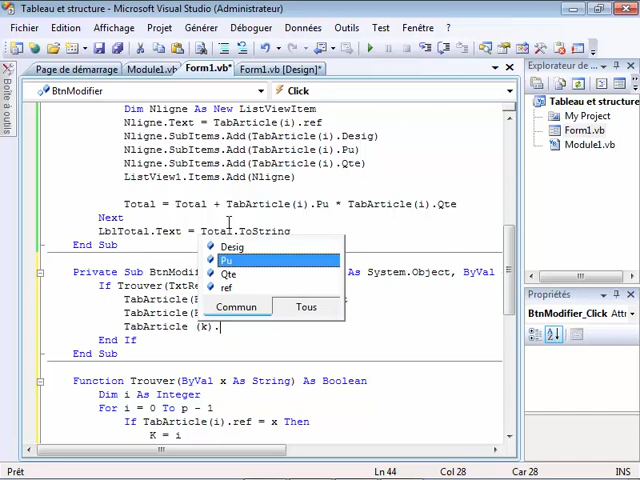 Tableau et structure - Microsoft Visual Studio (Administrateur)
Fichier Edition Affichage Projet Générer Déboguer Données Outils Test Fenêtre ?
Page de démarrage Module1.vb Form1.vb* Form1.vb [Design]*
Explorateur de
Boîte à outils
BtnModifier Click
Dim Nligne As New ListViewItem
Nligne.Text = TabArticle(i).ref
Nligne.SubItems.Add(TabArticle(i).Desig)
Nligne.SubItems.Add(TabArticle(i).Pu)
Nligne.SubItems.Add(TabArticle(i).Qte)
ListView1.Items.Add(Nligne)
Total = Total + TabArticle(i).Pu * TabArticle(i).Qte
Next
LblTotal.Text = Total.ToString
End Sub
Private Sub BtnModif As System.Object, ByVal
If Trouver(TxtRe
TabArticle(
TabArticle(
TabArticle (k).
End If
End Sub
Function Trouver(ByVal x As String) As Boolean
Dim i As Integer
For i = 0 To p - 1
If TabArticle(i).ref = x Then
K = i
Desig
Pu
Qte
ref
Commun Tous
Tableau et structure
My Project
Form1.vb
Module1.vb
Propriétés
BtnModifier_Click Attri
Prêt Ln 44 Col 28 Car 28 INS